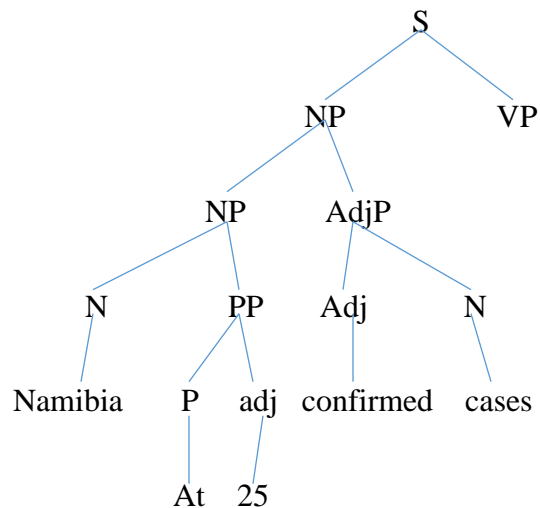 S
NP VP
NP AdjP
N PP Adj N
Namibia P adj confirmed cases
At 25